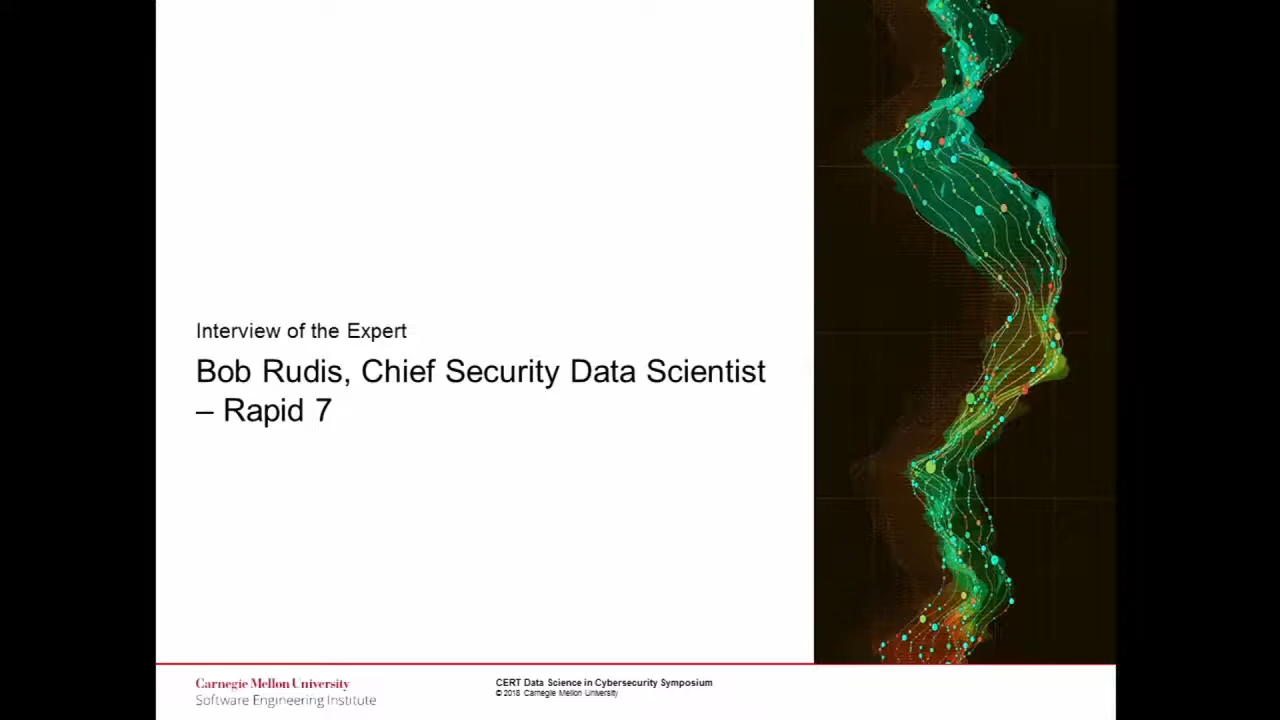 Interview of the Expert
Bob Rudis, Chief Security Data Scientist
– Rapid 7
Carnegie Mellon University
Software Engineering Institute
CERT Data Science in Cybersecurity Symposium
© 2018 Carnegie Mellon University